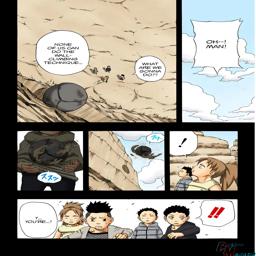 OH--!
MAN!
NONE
OF US CAN
DO THE
WALL-
CLIMBING
TECHNIQUE...
WHAT
ARE WE
GONNA
DO!?
!
YOU'RE...!
!!